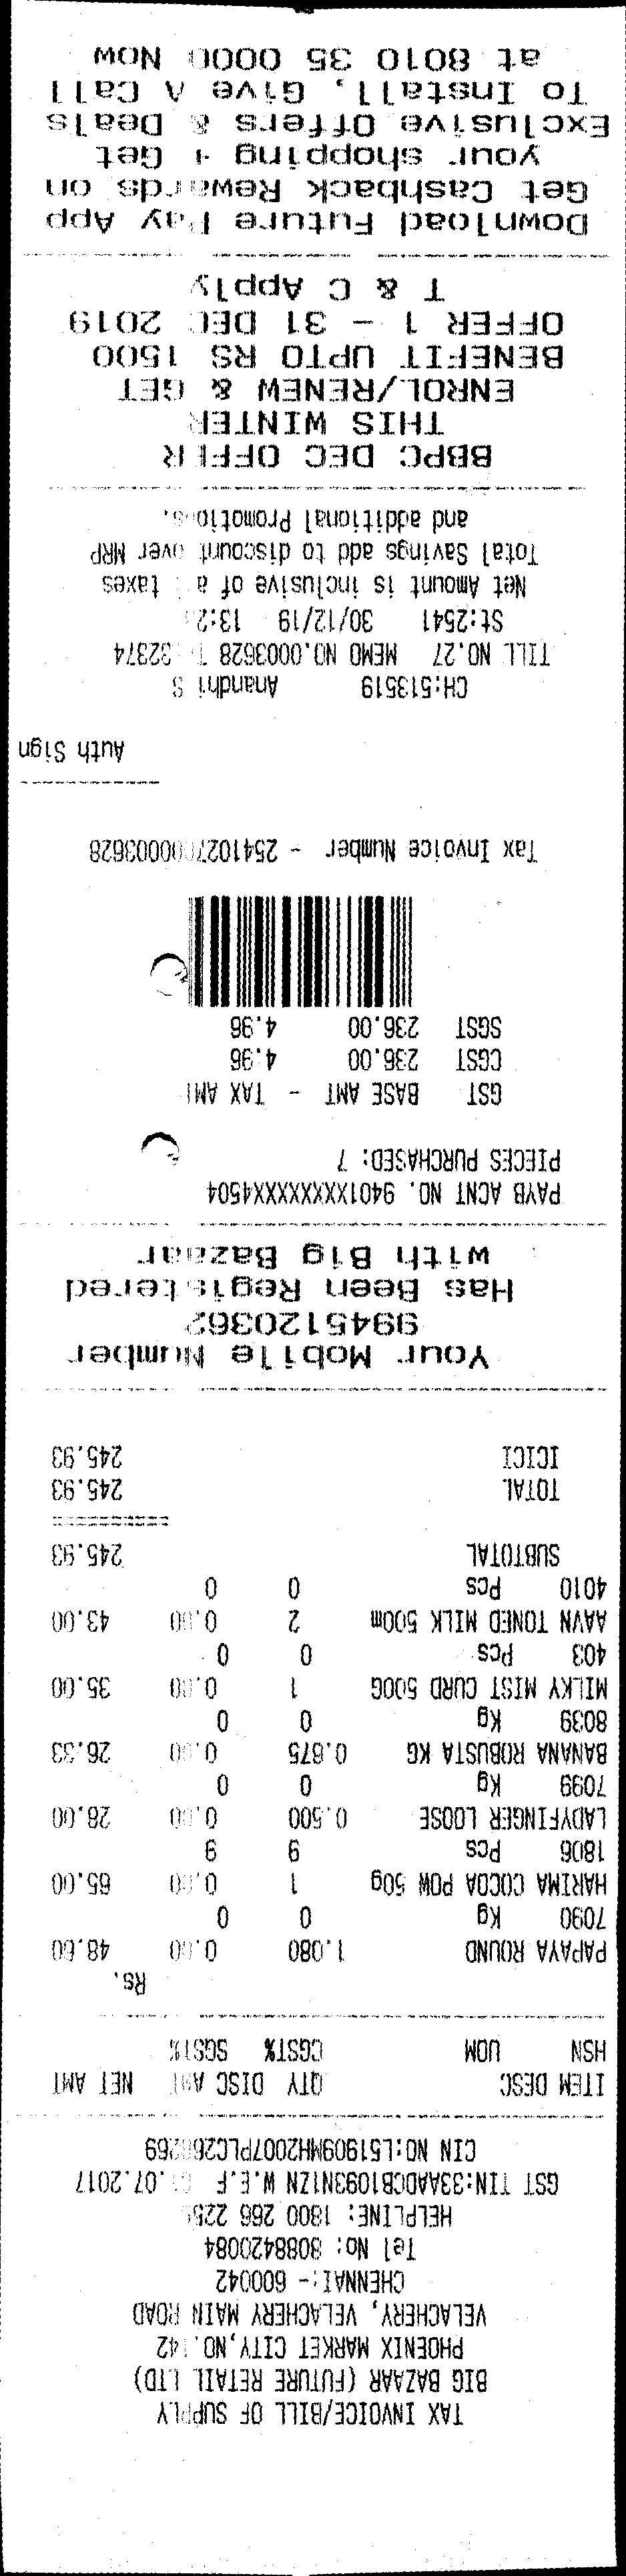 TAX INVOICE/BILL OF SUPPLY
BIG BAZAAR (FUTURE RETAIL LTD)
PHOENIX MARKET CITY,NO.142
VELACHERY, VELACHERY MAIN ROAD
CHENNAI:- 600042
Tel No: 8088420084
HELPLINE: 1800 266
GST TIN:33AADCB1093N1ZN W.E.F .07.2017
CIN NO:
ITEM DESC QTY DISC AMT NET AMT
HSN UOM CGST% SGST%
Rs.
PAPAYA ROUND 1.080 0.00 48.60
7090 Kg 0 0
HARIMA COCOA POW 50g 1 0.00 65.00
1806 Pcs 9 9
LADYFINGER LOOSE 0.500 0.00 28.00
7099 Kg 0 0
BANANA ROBUSTA KG 0.675 0.00 26.33
8039 Kg 0 0
MILKY MIST CURD 500G 1 0.00 35.00
403 Pcs 0 0
AAVN TONED MILK 500m 2 0.00 43.00
4010 Pcs 0 0
SUBTOTAL 245.93
==========
TOTAL 245.93
ICICI 245.93
Your Mobile Number
9945120362
Has Been Registered
with Big Bazaar
PAYB ACNT NO. 9401XXXXXXXX4504
PIECES PURCHASED: 7
GST BASE AMT - TAX AMT
CGST 236.00 4.96
SGST 236.00 4.96
Tax Invoice Number - 2541027000003628
Auth Sign
CH:513519 Anandhi S
TILL NO.27 MEMO NO.0003628 32374
St:2541 30/12/19
Net Amount is inclusive of all taxes
Total Savings add to discount over MRP
and additional Promotions.
BBPC DEC OFFER
THIS WINTER
ENROL/RENEW & GET
BENEFIT UPTO RS 1500
OFFER 1 - 31 DEC 2019
T & C Apply
Download Future Pay App
Get Cashback Rewards on
your shopping + Get
Exclusive Offers & Deals
To Install, Give A Call
at 8010 35 0000 Now